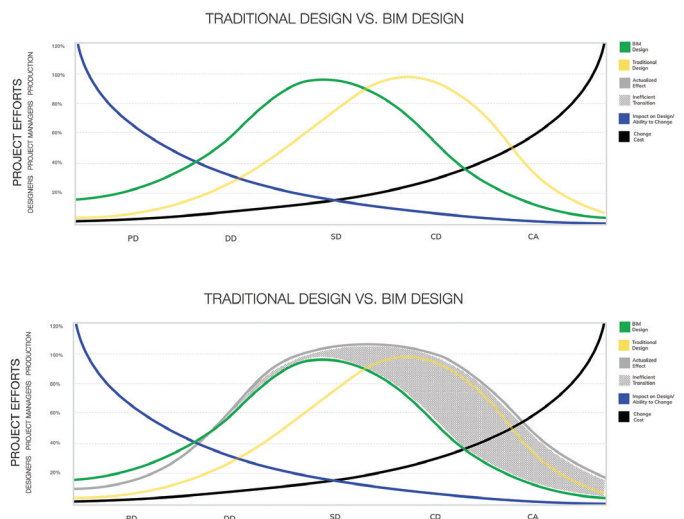 TRADITIONAL DESIGN VS. BIM DESIGN
PROJECT EFFORTS
DESIGNERS PROJECT MANAGERS PRODUCTION
120%
100%
80%
60%
40%
20%
PD DD SD CD CA
BIM
Design
Traditional
Design
Actualized
Effect
Inefficient
Transition
Impact on Design/
Ability to Change
Change
Cost
TRADITIONAL DESIGN VS. BIM DESIGN
PROJECT EFFORTS
DESIGNERS PROJECT MANAGERS PRODUCTION
120%
100%
80%
60%
40%
20%
PD DD SD CD CA
BIM
Design
Traditional
Design
Actualized
Effect
Inefficient
Transition
Impact on Design/
Ability to Change
Change
Cost